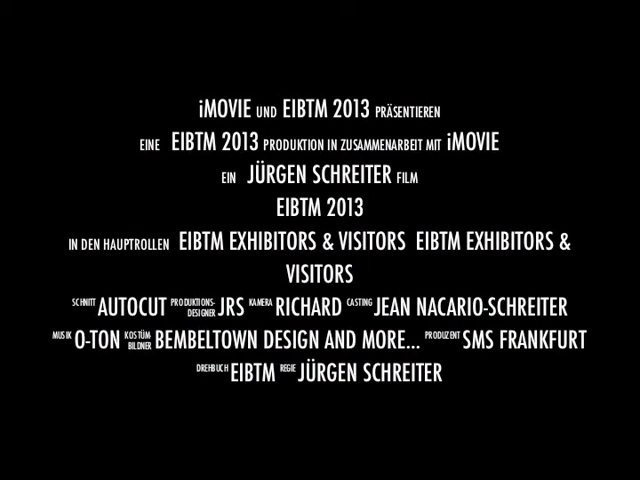 iMOVIE UND EIBTM 2013 PRÄSENTIEREN
EINE EIBTM 2013 PRODUKTION IN ZUSAMMENARBEIT MIT iMOVIE
EIN JÜRGEN SCHREITER FILM
EIBTM 2013
IN DEN HAUPTROLLEN EIBTM EXHIBITORS & VISITORS EIBTM EXHIBITORS &
VISITORS
SCHNITT AUTOCUT PRODUKTIONS-DESIGNER JRS KAMERA RICHARD CASTING JEAN NACARIO-SCHREITER
MUSIK O-TON KOSTÜM-BILDNER BEMBELTOWN DESIGN AND MORE... PRODUZENT SMS FRANKFURT
DREHBUCH EIBTM REGIE JÜRGEN SCHREITER